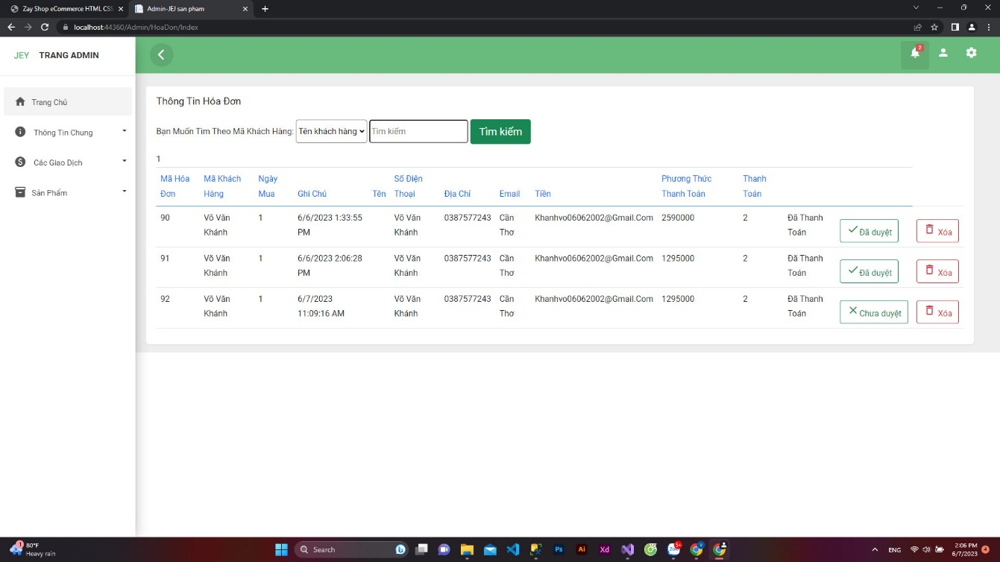 Zay Shop eCommerce HTML CSS
Admin-JEJ san pham
localhost:44360/Admin/HoaDon/Index
JEY TRANG ADMIN
2
Trang Chủ
Thông Tin Chung
Các Giao Dịch
Sản Phẩm
Thông Tin Hóa Đơn
Bạn Muốn Tìm Theo Mã Khách Hàng: Tên khách hàng Tìm kiếm Tìm kiếm
1
Mã Hóa Đơn Mã Khách Hàng Ngày Mua Ghi Chú Tên Số Điện Thoại Địa Chỉ Email Tiền Phương Thức Thanh Toán Thanh Toán
90 Võ Văn Khánh 1 6/6/2023 1:33:55 PM Võ Văn Khánh 0387577243 Cần Thơ Khanhvo06062002@Gmail.Com 2590000 2 Đã Thanh Toán Đã duyệt Xóa
91 Võ Văn Khánh 1 6/6/2023 2:06:28 PM Võ Văn Khánh 0387577243 Cần Thơ Khanhvo06062002@Gmail.Com 1295000 2 Đã Thanh Toán Đã duyệt Xóa
92 Võ Văn Khánh 1 6/7/2023 11:09:16 AM Võ Văn Khánh 0387577243 Cần Thơ Khanhvo06062002@Gmail.Com 1295000 2 Đã Thanh Toán Chưa duyệt Xóa
1
80°F
Heavy rain
Search
Ps
Ai
Xd
5+
V
ENG
2:06 PM
6/7/2023
4